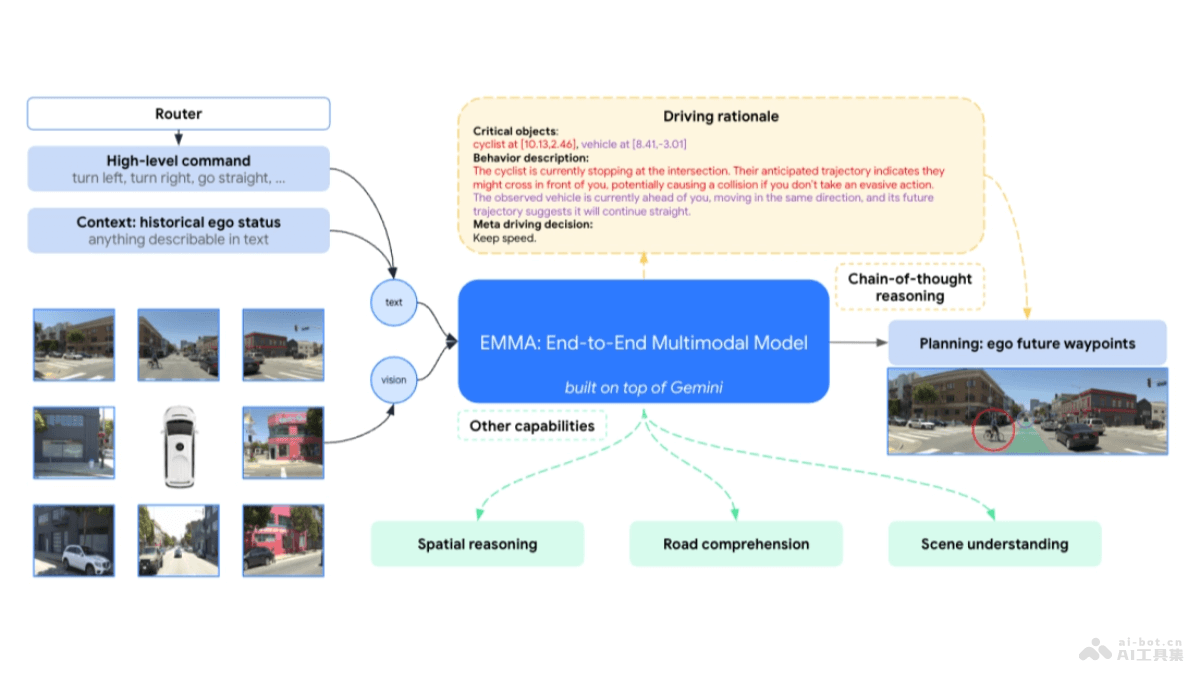 Router
High-level command
turn left, turn right, go straight, ...
Context: historical ego status
anything describable in text
text
vision
Driving rationale
Critical objects:
cyclist at [10.13,2.46], vehicle at [8.41,-3.01]
Behavior description:
The cyclist is currently stopping at the intersection. Their anticipated trajectory indicates they
might cross in front of you, potentially causing a collision if you don't take an evasive action.
The observed vehicle is currently ahead of you, moving in the same direction, and its future
trajectory suggests it will continue straight.
Meta driving decision:
Keep speed.
Chain-of-thought
reasoning
EMMA: End-to-End Multimodal Model
built on top of Gemini
Planning: ego future waypoints
Other capabilities
Spatial reasoning
Road comprehension
Scene understanding
ai-bot.cn
AI工具集